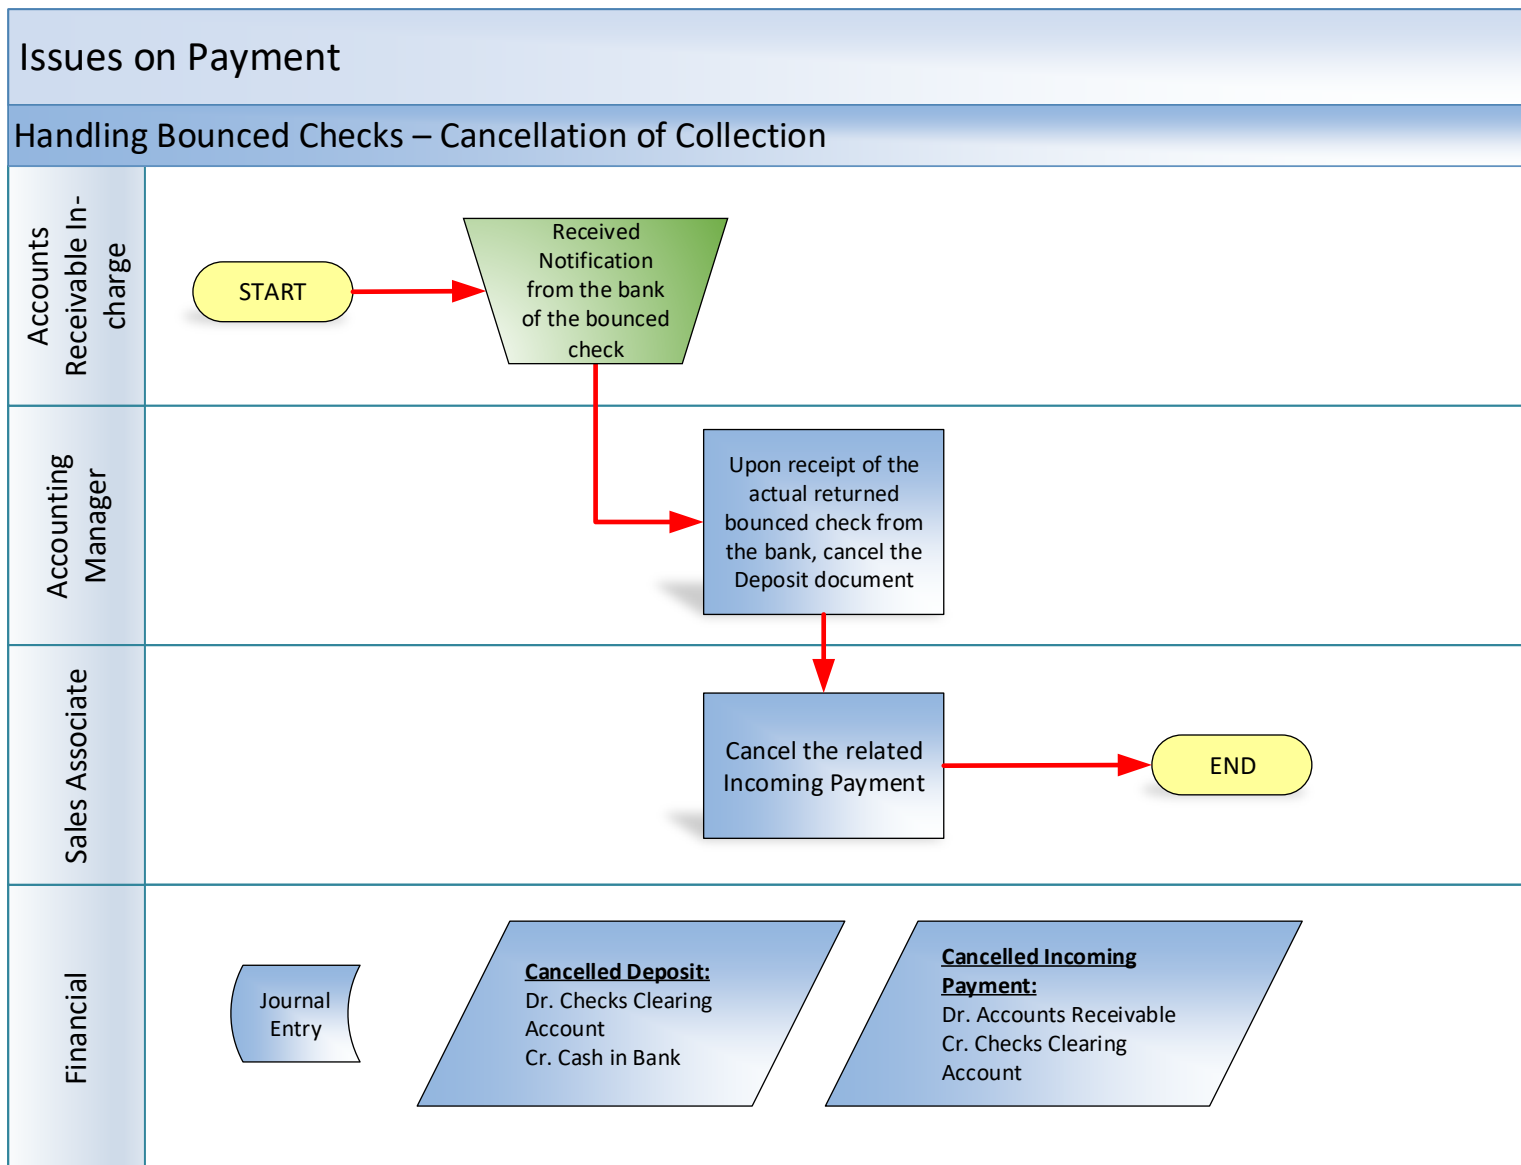 Issues on Payment
Handling Bounced Checks – Cancellation of Collection
Accounts
Receivable In-
charge
START
Received
Notification
from the bank
of the bounced
check
Accounting
Manager
Upon receipt of the
actual returned
bounced check from
the bank, cancel the
Deposit document
Sales Associate
Cancel the related
Incoming Payment
END
Financial
Journal
Entry
Cancelled Deposit:
Dr. Checks Clearing
Account
Cr. Cash in Bank
Cancelled Incoming
Payment:
Dr. Accounts Receivable
Cr. Checks Clearing
Account